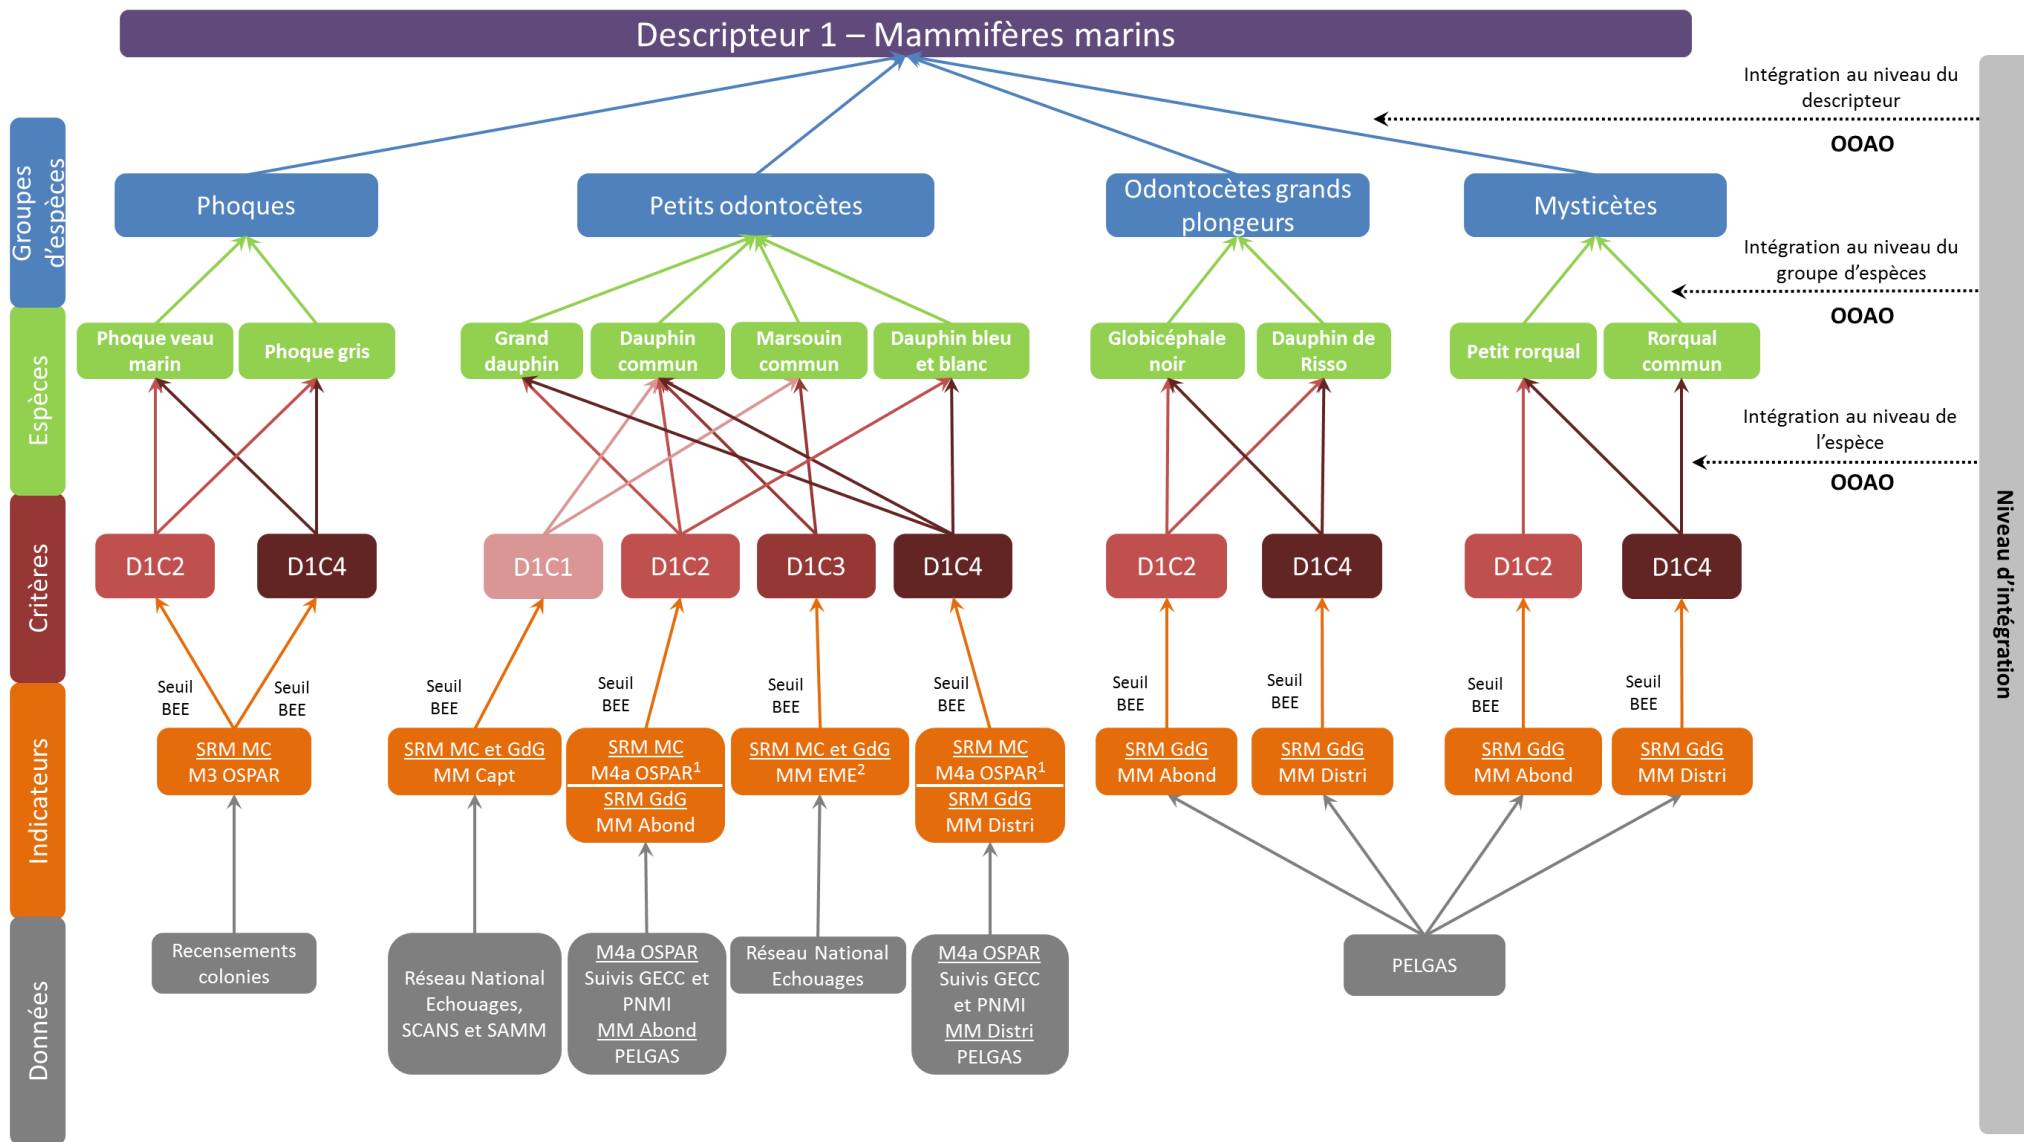 Descripteur 1 – Mammifères marins
Intégration au niveau du
descripteur
OOAO
Groupes
d'espèces
Phoques
Petits odontocètes
Odontocètes grands
plongeurs
Mysticètes
Intégration au niveau du
groupe d'espèces
OOAO
Espèces
Phoque veau
marin
Phoque gris
Grand
dauphin
Dauphin
commun
Marsouin
commun
Dauphin bleu
et blanc
Globicéphale
noir
Dauphin de
Risso
Petit rorqual
Rorqual
commun
Intégration au niveau de
l'espèce
OOAO
Niveau d'intégration
Critères
D1C2
D1C4
D1C1
D1C2
D1C3
D1C4
D1C2
D1C4
D1C2
D1C4
Seuil
BEE
Seuil
BEE
Seuil
BEE
Seuil
BEE
Seuil
BEE
Seuil
BEE
Seuil
BEE
Seuil
BEE
Seuil
BEE
Seuil
BEE
Indicateurs
SRM MC
M3 OSPAR
SRM MC et GdG
MM Capt
SRM MC
M4a OSPAR¹
SRM GdG
MM Abond
SRM MC et GdG
MM EME²
SRM MC
M4a OSPAR¹
SRM GdG
MM Distri
SRM GdG
MM Abond
SRM GdG
MM Distri
SRM GdG
MM Abond
SRM GdG
MM Distri
Données
Recensements
colonies
Réseau National
Echouages,
SCANS et SAMM
M4a OSPAR
Suivis GECC et
PNMI
MM Abond
PELGAS
Réseau National
Echouages
M4a OSPAR
Suivis GECC
et PNMI
MM Distri
PELGAS
PELGAS